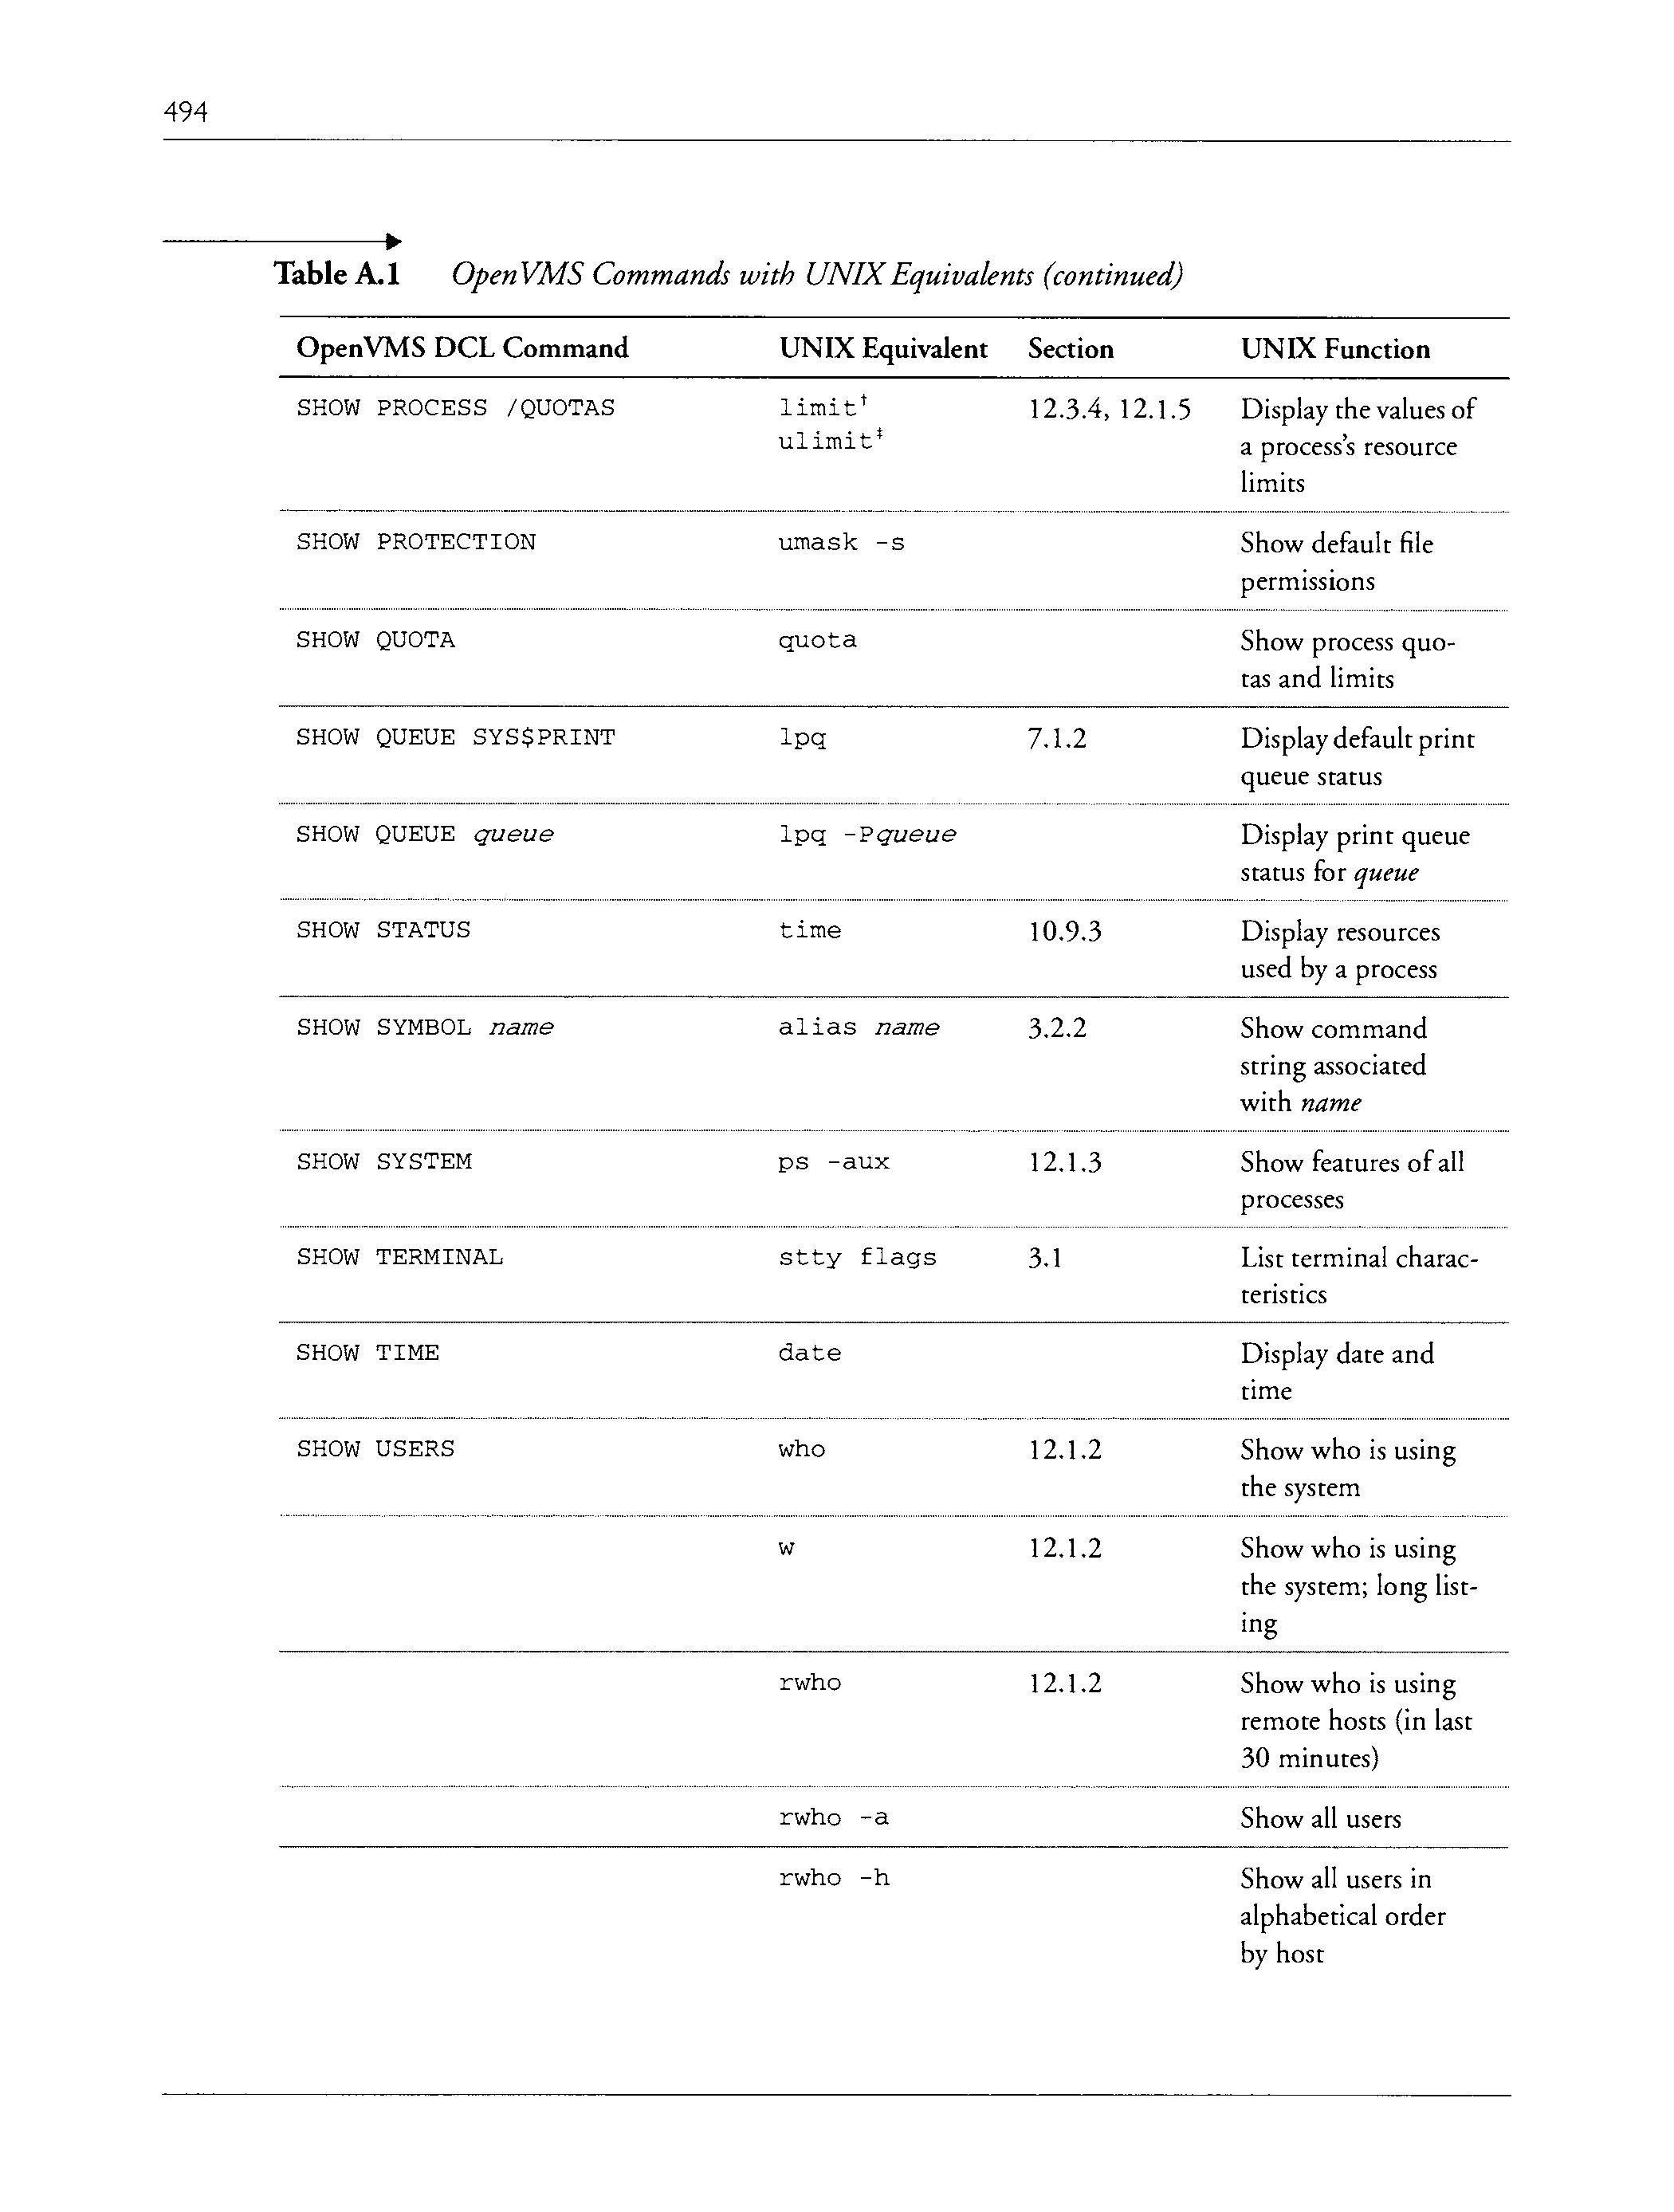 494
Table A.1 OpenVMS Commands with UNIX Equivalents (continued)
OpenVMS DCL Command UNIX Equivalent Section UNIX Function
SHOW PROCESS /QUOTAS limit† 12.3.4, 12.1.5 Display the values of
ulimit‡ a process's resource
limits
SHOW PROTECTION umask -s Show default file
permissions
SHOW QUOTA quota Show process quo-
tas and limits
SHOW QUEUE SYS$PRINT lpq 7.1.2 Display default print
queue status
SHOW QUEUE queue lpq -Pqueue Display print queue
status for queue
SHOW STATUS time 10.9.3 Display resources
used by a process
SHOW SYMBOL name alias name 3.2.2 Show command
string associated
with name
SHOW SYSTEM ps -aux 12.1.3 Show features of all
processes
SHOW TERMINAL stty flags 3.1 List terminal charac-
teristics
SHOW TIME date Display date and
time
SHOW USERS who 12.1.2 Show who is using
the system
w 12.1.2 Show who is using
the system; long list-
ing
rwho 12.1.2 Show who is using
remote hosts (in last
30 minutes)
rwho -a Show all users
rwho -h Show all users in
alphabetical order
by host